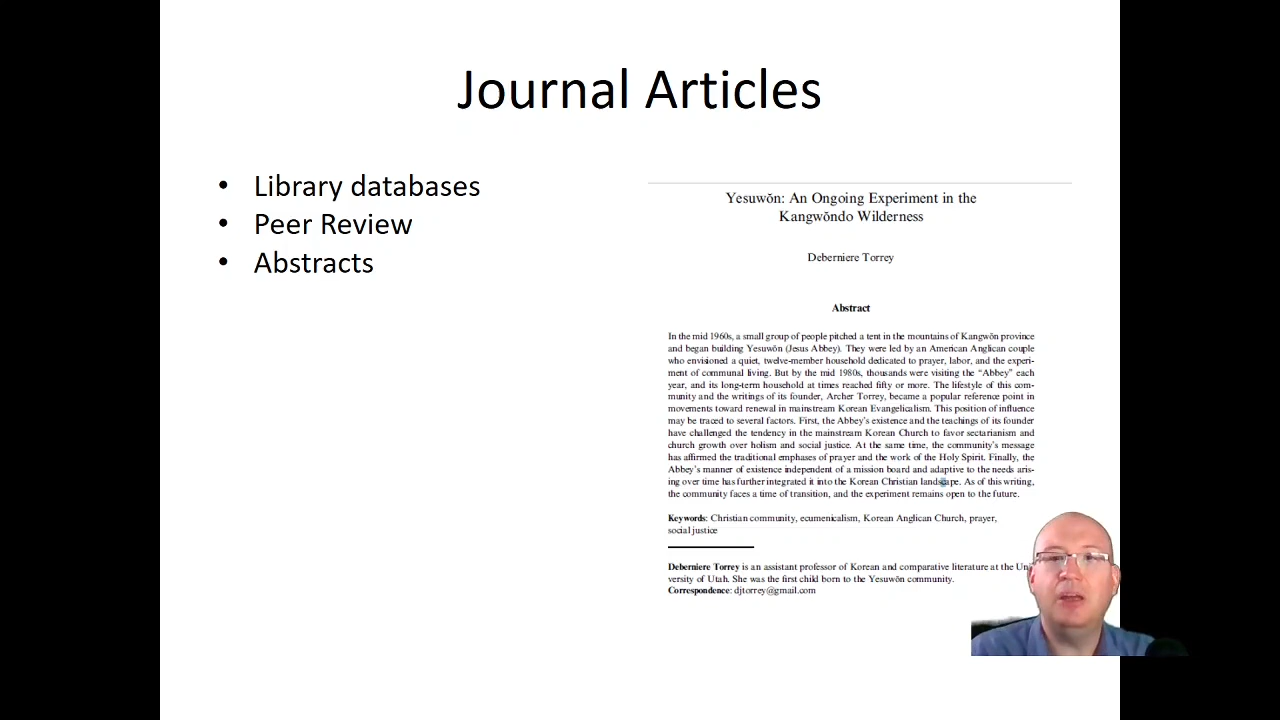 Journal Articles
• Library databases
• Peer Review
• Abstracts
Yesuwŏn: An Ongoing Experiment in the
Kangwŏndo Wilderness
Deberniere Torrey
Abstract
In the mid 1960s, a small group of people pitched a tent in the mountains of Kangwŏn province
and began building Yesuwŏn (Jesus Abbey). They were led by an American Anglican couple
who envisioned a quiet, twelve-member household dedicated to prayer, labor, and the experi-
ment of communal living. But by the mid 1980s, thousands were visiting the “Abbey” each
year, and its long-term household at times reached fifty or more. The lifestyle of this com-
munity and the writings of its founder, Archer Torrey, became a popular reference point in
movements toward renewal in mainstream Korean Evangelicalism. This position of influence
may be traced to several factors. First, the Abbey’s existence and the teachings of its founder
have challenged the tendency in the mainstream Korean Church to favor sectarianism and
church growth over holism and social justice. At the same time, the community’s message
has affirmed the traditional emphases of prayer and the work of the Holy Spirit. Finally, the
Abbey’s manner of existence independent of a mission board and adaptive to the needs aris-
ing over time has further integrated it into the Korean Christian landscape. As of this writing,
the community faces a time of transition, and the experiment remains open to the future.
Keywords: Christian community, ecumenicalism, Korean Anglican Church, prayer,
social justice
Deberniere Torrey is an assistant professor of Korean and comparative literature at the Uni
versity of Utah. She was the first child born to the Yesuwŏn community.
Correspondence: djtorrey@gmail.com